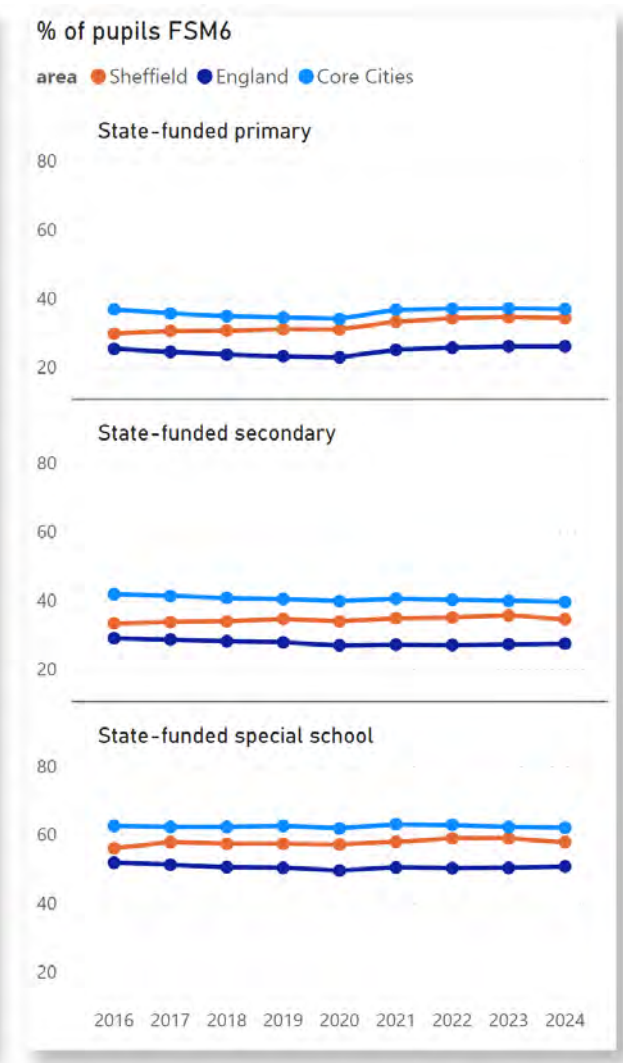 % of pupils FSM6
area Sheffield England Core Cities
State-funded primary
80
60
40
20
State-funded secondary
80
60
40
20
State-funded special school
80
60
40
20
2016 2017 2018 2019 2020 2021 2022 2023 2024